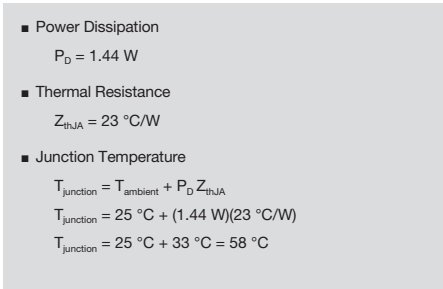 ■ Power Dissipation
P_D = 1.44 W
■ Thermal Resistance
Z_thJA = 23 °C/W
■ Junction Temperature
T_junction = T_ambient + P_D Z_thJA
T_junction = 25 °C + (1.44 W)(23 °C/W)
T_junction = 25 °C + 33 °C = 58 °C